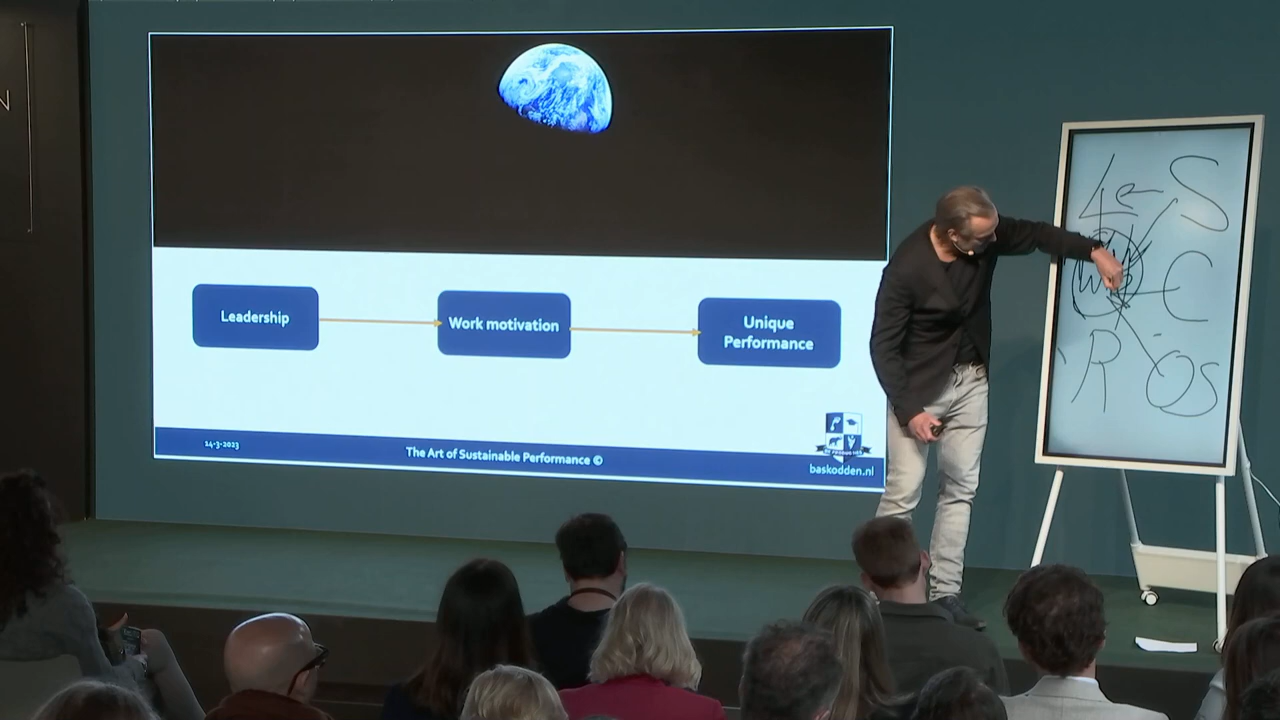 N
Leadership
Work motivation
Unique
Performance
14-3-2023
The Art of Sustainable Performance ©
baskodden.nl
S
C
R OS